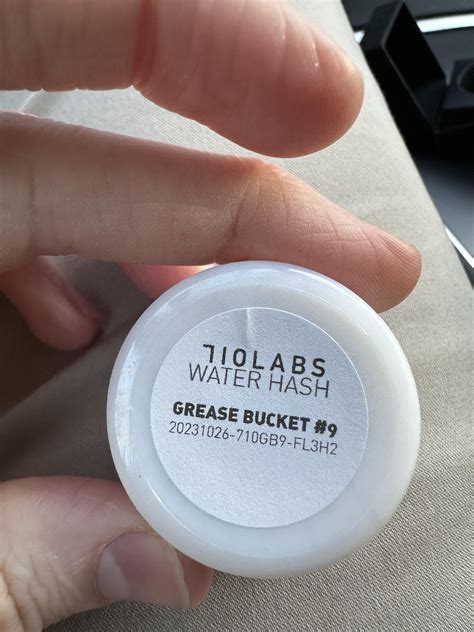 710LABS
WATER HASH
GREASE BUCKET #9
20231026-710GB9-FL3H2